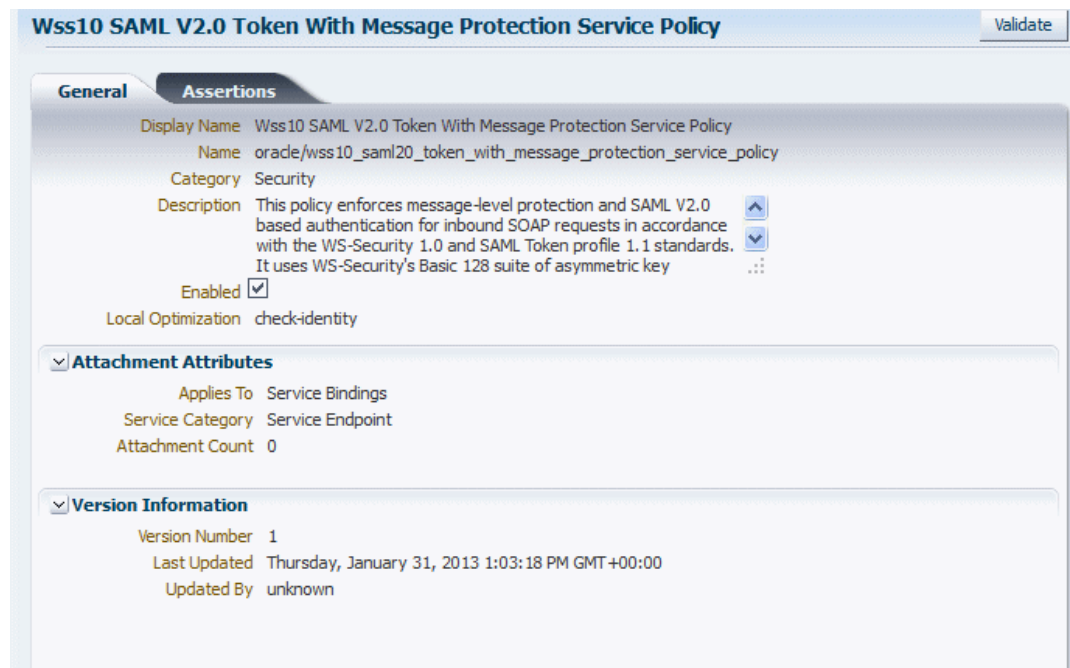 Wss10 SAML V2.0 Token With Message Protection Service Policy
Validate
General
Assertions
Display Name Wss10 SAML V2.0 Token With Message Protection Service Policy
Name oracle/wss10_saml20_token_with_message_protection_service_policy
Category Security
Description This policy enforces message-level protection and SAML V2.0
based authentication for inbound SOAP requests in accordance
with the WS-Security 1.0 and SAML Token profile 1.1 standards.
It uses WS-Security's Basic 128 suite of asymmetric key
Enabled
Local Optimization check-identity
Attachment Attributes
Applies To Service Bindings
Service Category Service Endpoint
Attachment Count 0
Version Information
Version Number 1
Last Updated Thursday, January 31, 2013 1:03:18 PM GMT+00:00
Updated By unknown